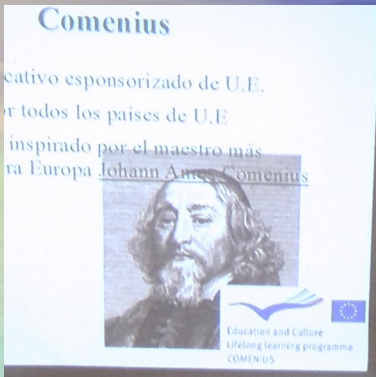 Comenius
cativo esponsorizado de U.E.
r todos los países de U.E
inspirado por el maestro más
ra Europa Johann Amos Comenius
Education and Culture
Lifelong learning programme
COMENIUS